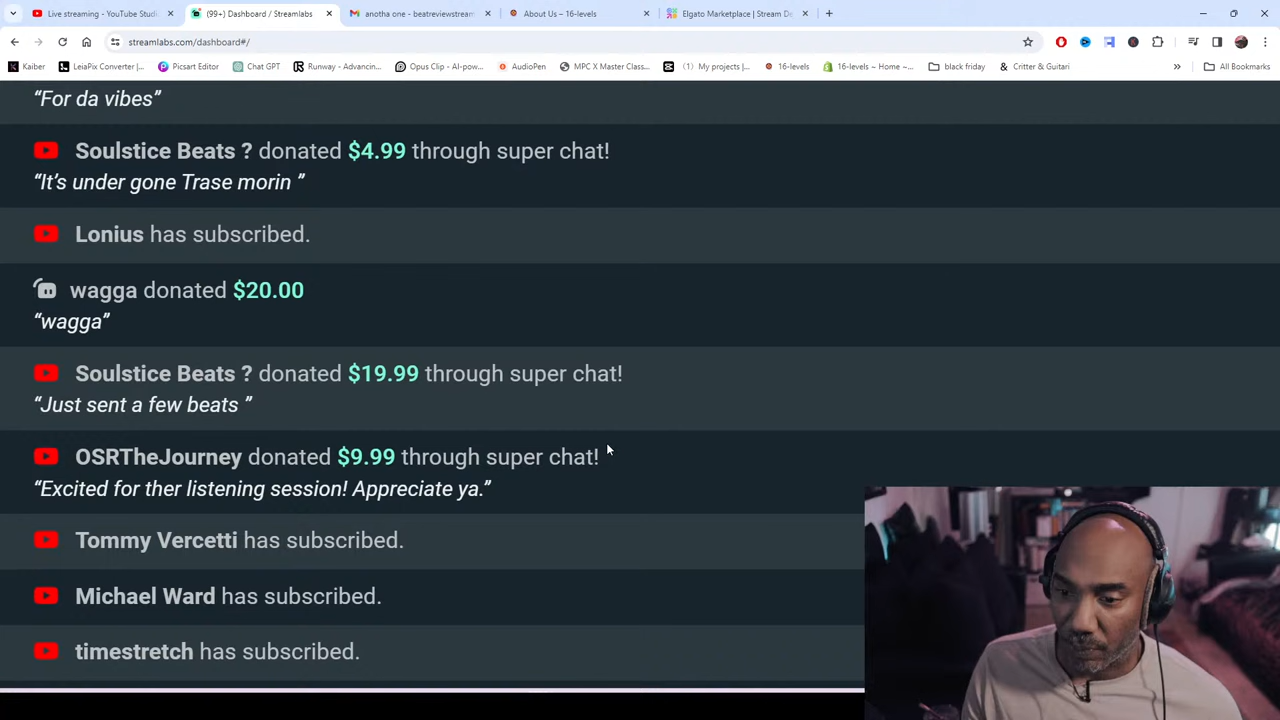 Live streaming - YouTube Studi
(99+) Dashboard / Streamlabs
anotha one - beatreviewstream
About Us – 16-levels
Elgato Marketplace | Stream De
streamlabs.com/dashboard#/
Kaiber
LeiaPix Converter |...
Picsart Editor
Chat GPT
Runway - Advancin...
Opus Clip - AI-pow...
AudioPen
MPC X Master Class...
(1) My projects |...
16-levels
16-levels ~ Home ~...
black friday
Critter & Guitari
»
All Bookmarks
“For da vibes”
Soulstice Beats ? donated $4.99 through super chat!
“It’s under gone Trase morin ”
Lonius has subscribed.
wagga donated $20.00
“wagga”
Soulstice Beats ? donated $19.99 through super chat!
“Just sent a few beats ”
OSRTheJourney donated $9.99 through super chat!
“Excited for ther listening session! Appreciate ya.”
Tommy Vercetti has subscribed.
Michael Ward has subscribed.
timestretch has subscribed.